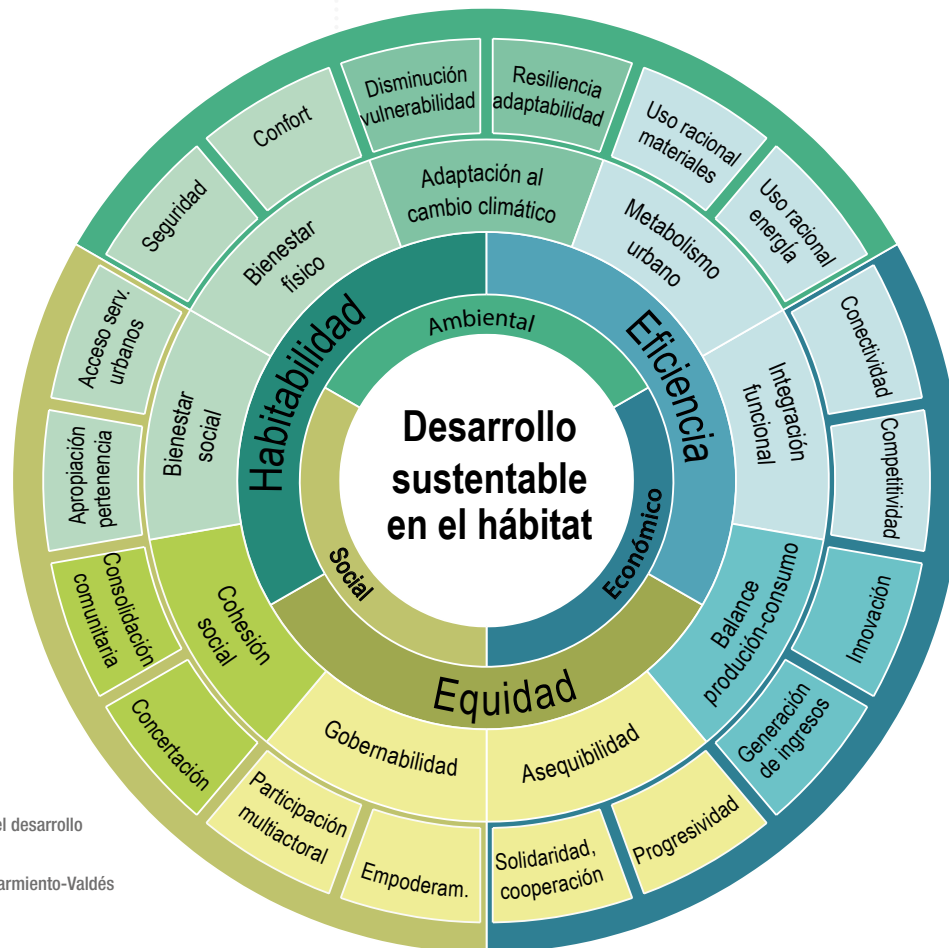 Desarrollo
sustentable
en el hábitat
Ambiental
Económico
Social
Habitabilidad
Eficiencia
Equidad
Adaptación al
cambio climático
Metabolismo
urbano
Integración
funcional
Balance
produción-consumo
Asequibilidad
Gobernabilidad
Cohesión
social
Bienestar
social
Bienestar
físico
Disminución
vulnerabilidad
Resiliencia
adaptabilidad
Uso racional
materiales
Uso racional
energía
Conectividad
Competitividad
Innovación
Generación
de ingresos
Progresividad
Solidaridad,
cooperación
Empoderam.
Participación
multiactoral
Concertación
Consolidación
comunitaria
Apropiación
pertenencia
Acceso serv.
urbanos
Seguridad
Confort
el desarrollo
armiento-Valdés